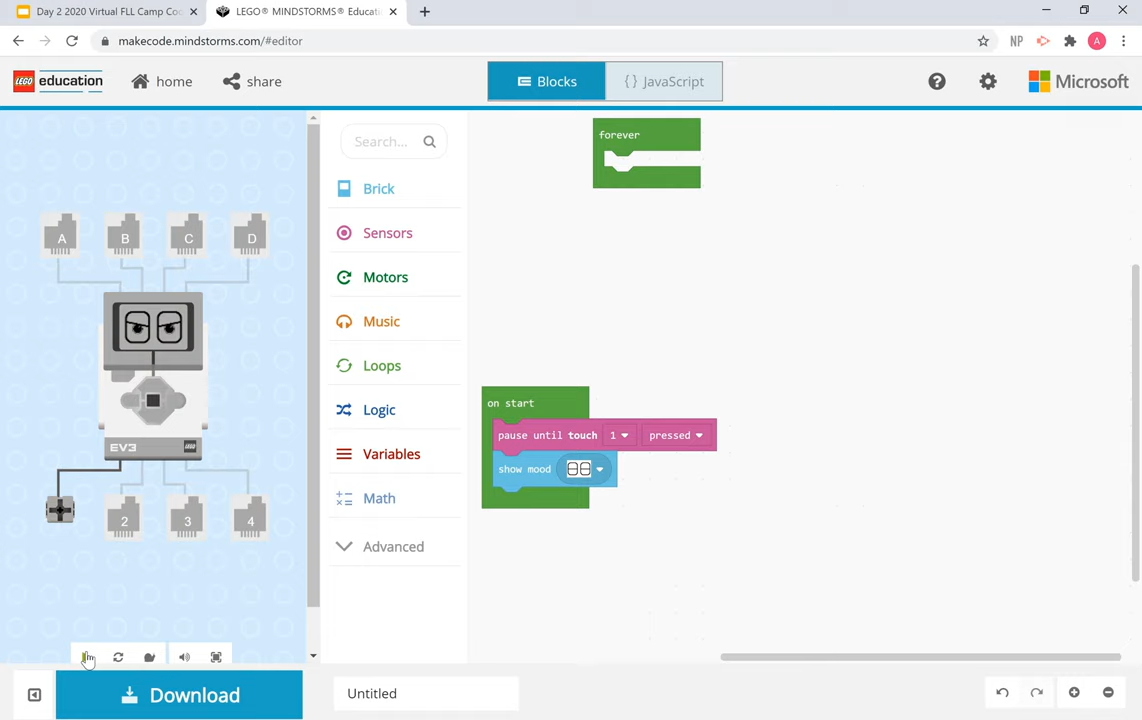 Day 2 2020 Virtual FLL Camp Co
LEGO® MINDSTORMS® Educati
makecode.mindstorms.com/#editor
NP
A
LEGO education
home
share
Blocks
{ } JavaScript
Microsoft
Search...
Brick
Sensors
Motors
Music
Loops
Logic
Variables
Math
Advanced
A
B
C
D
EV3
2
3
4
forever
on start
pause until touch 1 pressed
show mood
Download
Untitled